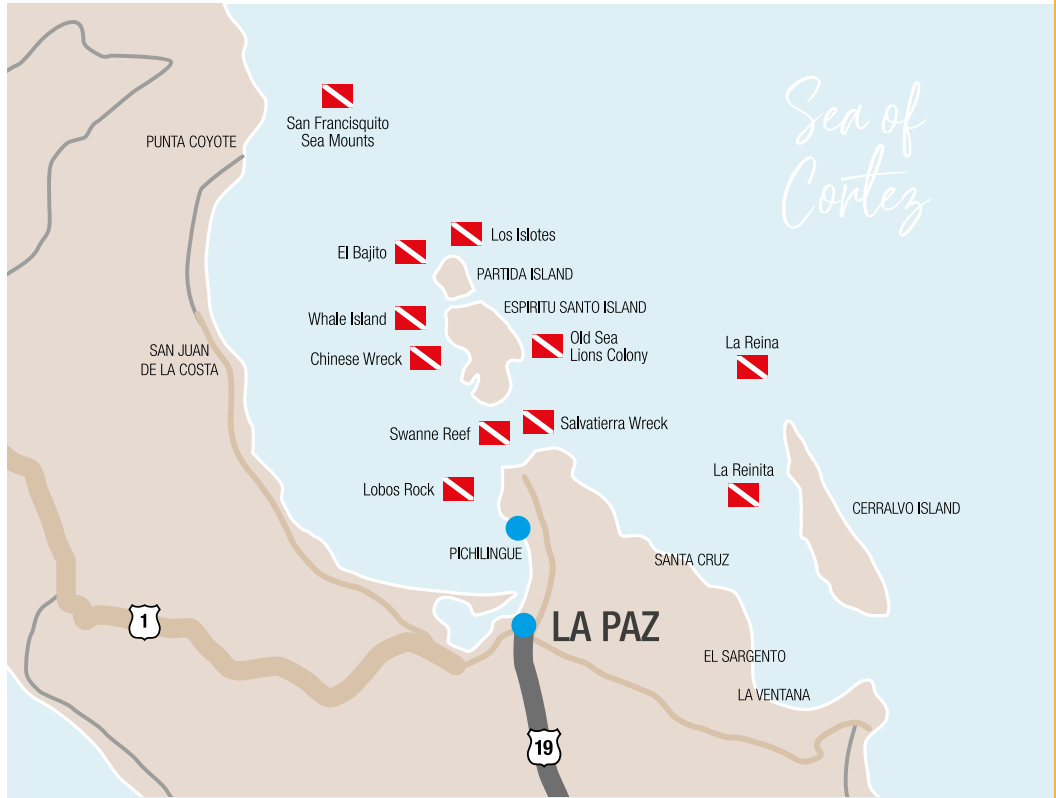 Sea of
Cortez
San Francisquito
Sea Mounts
PUNTA COYOTE
Los Islotes
El Bajito
PARTIDA ISLAND
ESPIRITU SANTO ISLAND
Whale Island
Old Sea
Lions Colony
Chinese Wreck
La Reina
SAN JUAN
DE LA COSTA
Salvatierra Wreck
Swanne Reef
La Reinita
Lobos Rock
CERRALVO ISLAND
PICHILINGUE
SANTA CRUZ
1
LA PAZ
EL SARGENTO
LA VENTANA
19